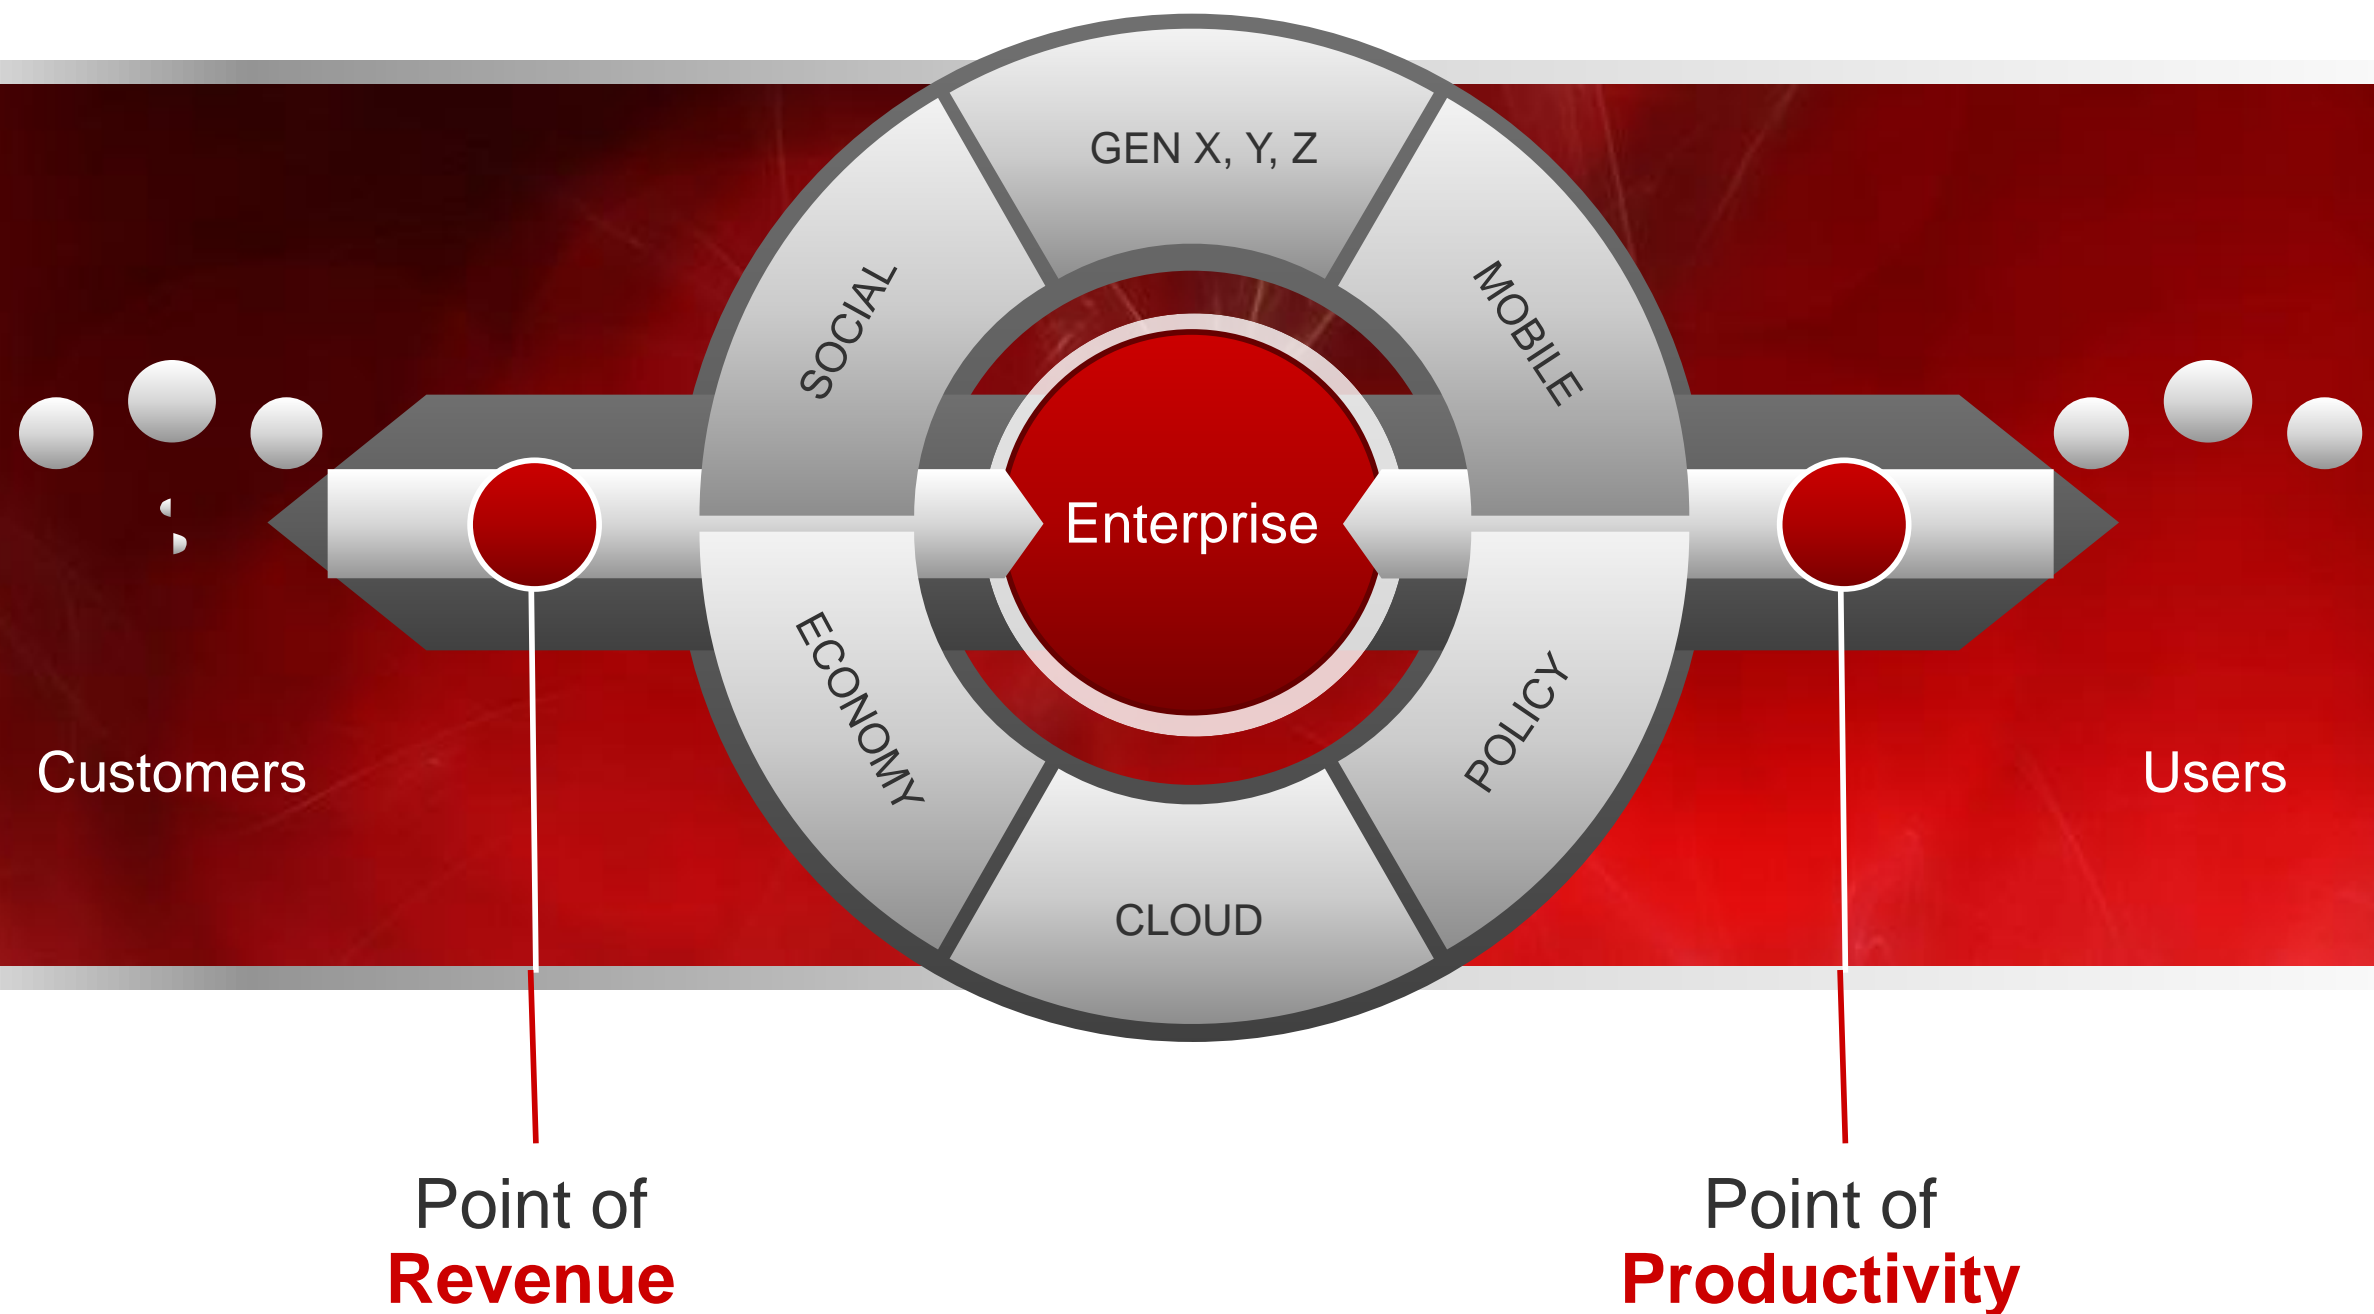 GEN X, Y, Z
SOCIAL
MOBILE
Enterprise
ECONOMY
POLICY
Customers
Users
CLOUD
Point of
Revenue
Point of
Productivity